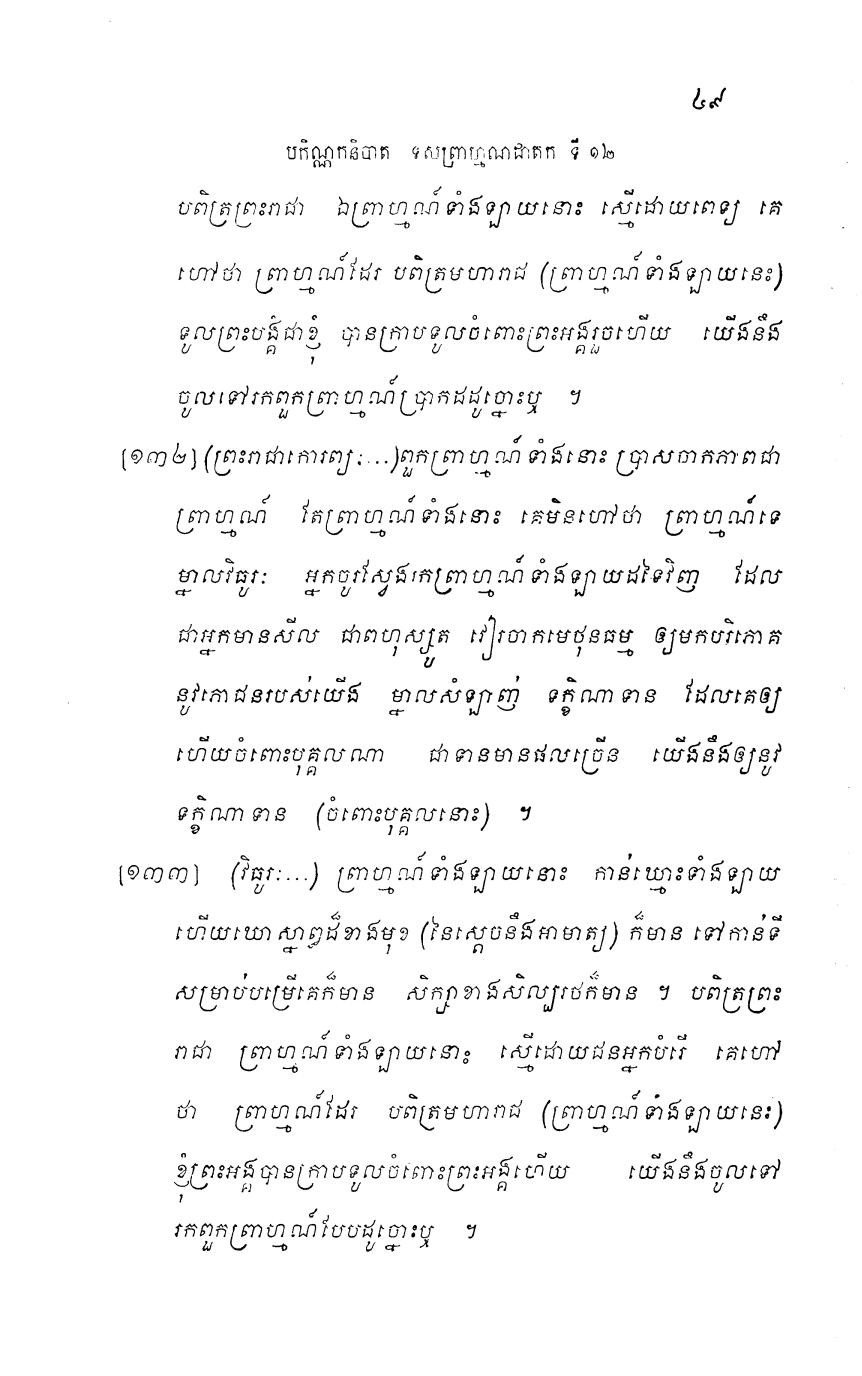 ៤៩
បកិណ្ណកនិបាត ទសព្រាហ្មណជាតក ទី ១២
បពិត្រព្រះរាជា ឯព្រាហ្មណ៍ទាំងឡាយនោះ ស្មើដោយពេទ្យ គេ
ហៅថា ព្រាហ្មណ៍ដែរ បពិត្រមហារាជ (ព្រាហ្មណ៍ទាំងឡាយនេះ)
ទូលព្រះបង្គំជាខ្ញុំ បានក្រាបទូលចំពោះព្រះអង្គរួចហើយ យើងនឹង
ចូលទៅរកពួកព្រាហ្មណ៍ប្រាកដដូច្នោះឬ ។
[១៣២] (ព្រះរាជាកោរព្យៈ...)ពួកព្រាហ្មណ៍ទាំងនោះ ប្រាសចាកភាពជា
ព្រាហ្មណ៍ តែព្រាហ្មណ៍ទាំងនោះ គេមិនហៅថា ព្រាហ្មណ៍ទេ
ម្នាលវិធូរៈ អ្នកចូរស្វែងរកព្រាហ្មណ៍ទាំងឡាយដទៃវិញ ដែល
ជាអ្នកមានសីល ជាពហុស្សូត វៀរចាកមេថុនធម្ម ឲ្យមកបរិភោគ
នូវភោជនរបស់យើង ម្នាលសំឡាញ់ ទក្ខិណាទាន ដែលគេឲ្យ
ហើយចំពោះបុគ្គលណា ជាទានមានផលច្រើន យើងនឹងឲ្យនូវ
ទក្ខិណាទាន (ចំពោះបុគ្គលនោះ) ។
[១៣៣] (វិធូរៈ...) ព្រាហ្មណ៍ទាំងឡាយនោះ កាន់ឃ្មោះទាំងឡាយ
ហើយឃោស្នាឰដ៏ខាងមុខ (នៃស្តេចនឹងអាមាត្យ) ក៏មាន ទៅកាន់ទី
សម្រាប់បម្រើគេក៏មាន សិក្សាខាងសិល្បរថក៏មាន ។ បពិត្រព្រះ
រាជា ព្រាហ្មណ៍ទាំងឡាយនោះ ស្មើដោយជនអ្នកបំរើ គេហៅ
ថា ព្រាហ្មណ៍ដែរ បពិត្រមហារាជ (ព្រាហ្មណ៍ទាំងឡាយនេះ)
ខ្ញុំព្រះអង្គបានក្រាបទូលចំពោះព្រះអង្គហើយ យើងនឹងចូលទៅ
រកពួកព្រាហ្មណ៍បែបដូច្នោះឬ ។